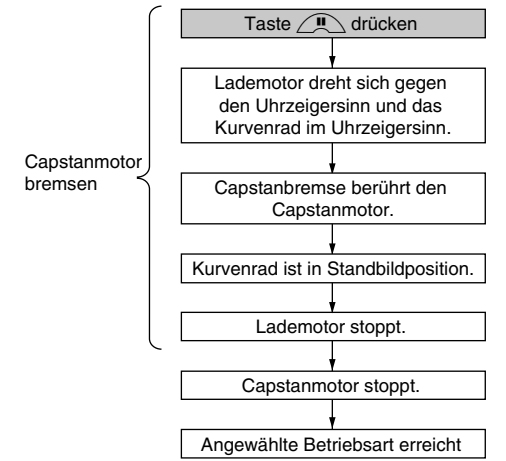 Taste drücken
Lademotor dreht sich gegen
den Uhrzeigersinn und das
Kurvenrad im Uhrzeigersinn.
Capstanmotor
bremsen
Capstanbremse berührt den
Capstanmotor.
Kurvenrad ist in Standbildposition.
Lademotor stoppt.
Capstanmotor stoppt.
Angewählte Betriebsart erreicht